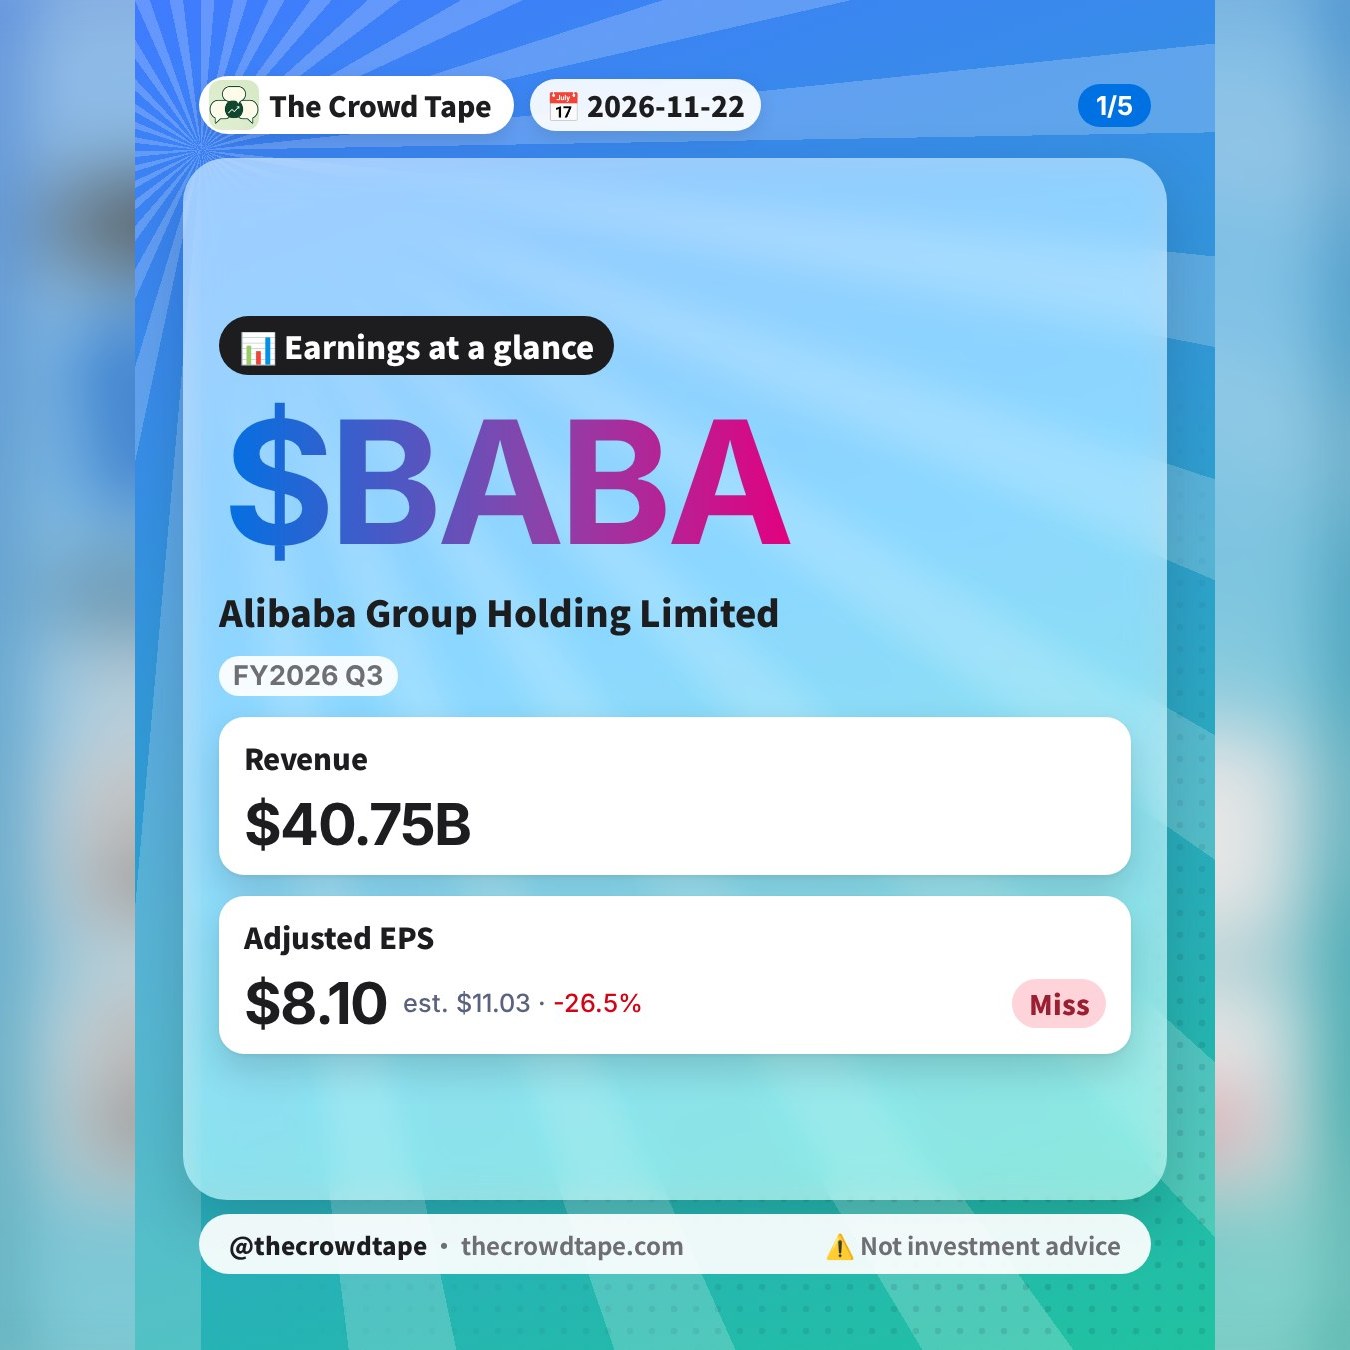 The Crowd Tape
July 17 2026-11-22
1/5
📊 Earnings at a glance
$BABA
Alibaba Group Holding Limited
FY2026 Q3
Revenue
$40.75B
Adjusted EPS
$8.10 est. $11.03 · -26.5% Miss
@thecrowdtape • thecrowdtape.com ⚠️ Not investment advice